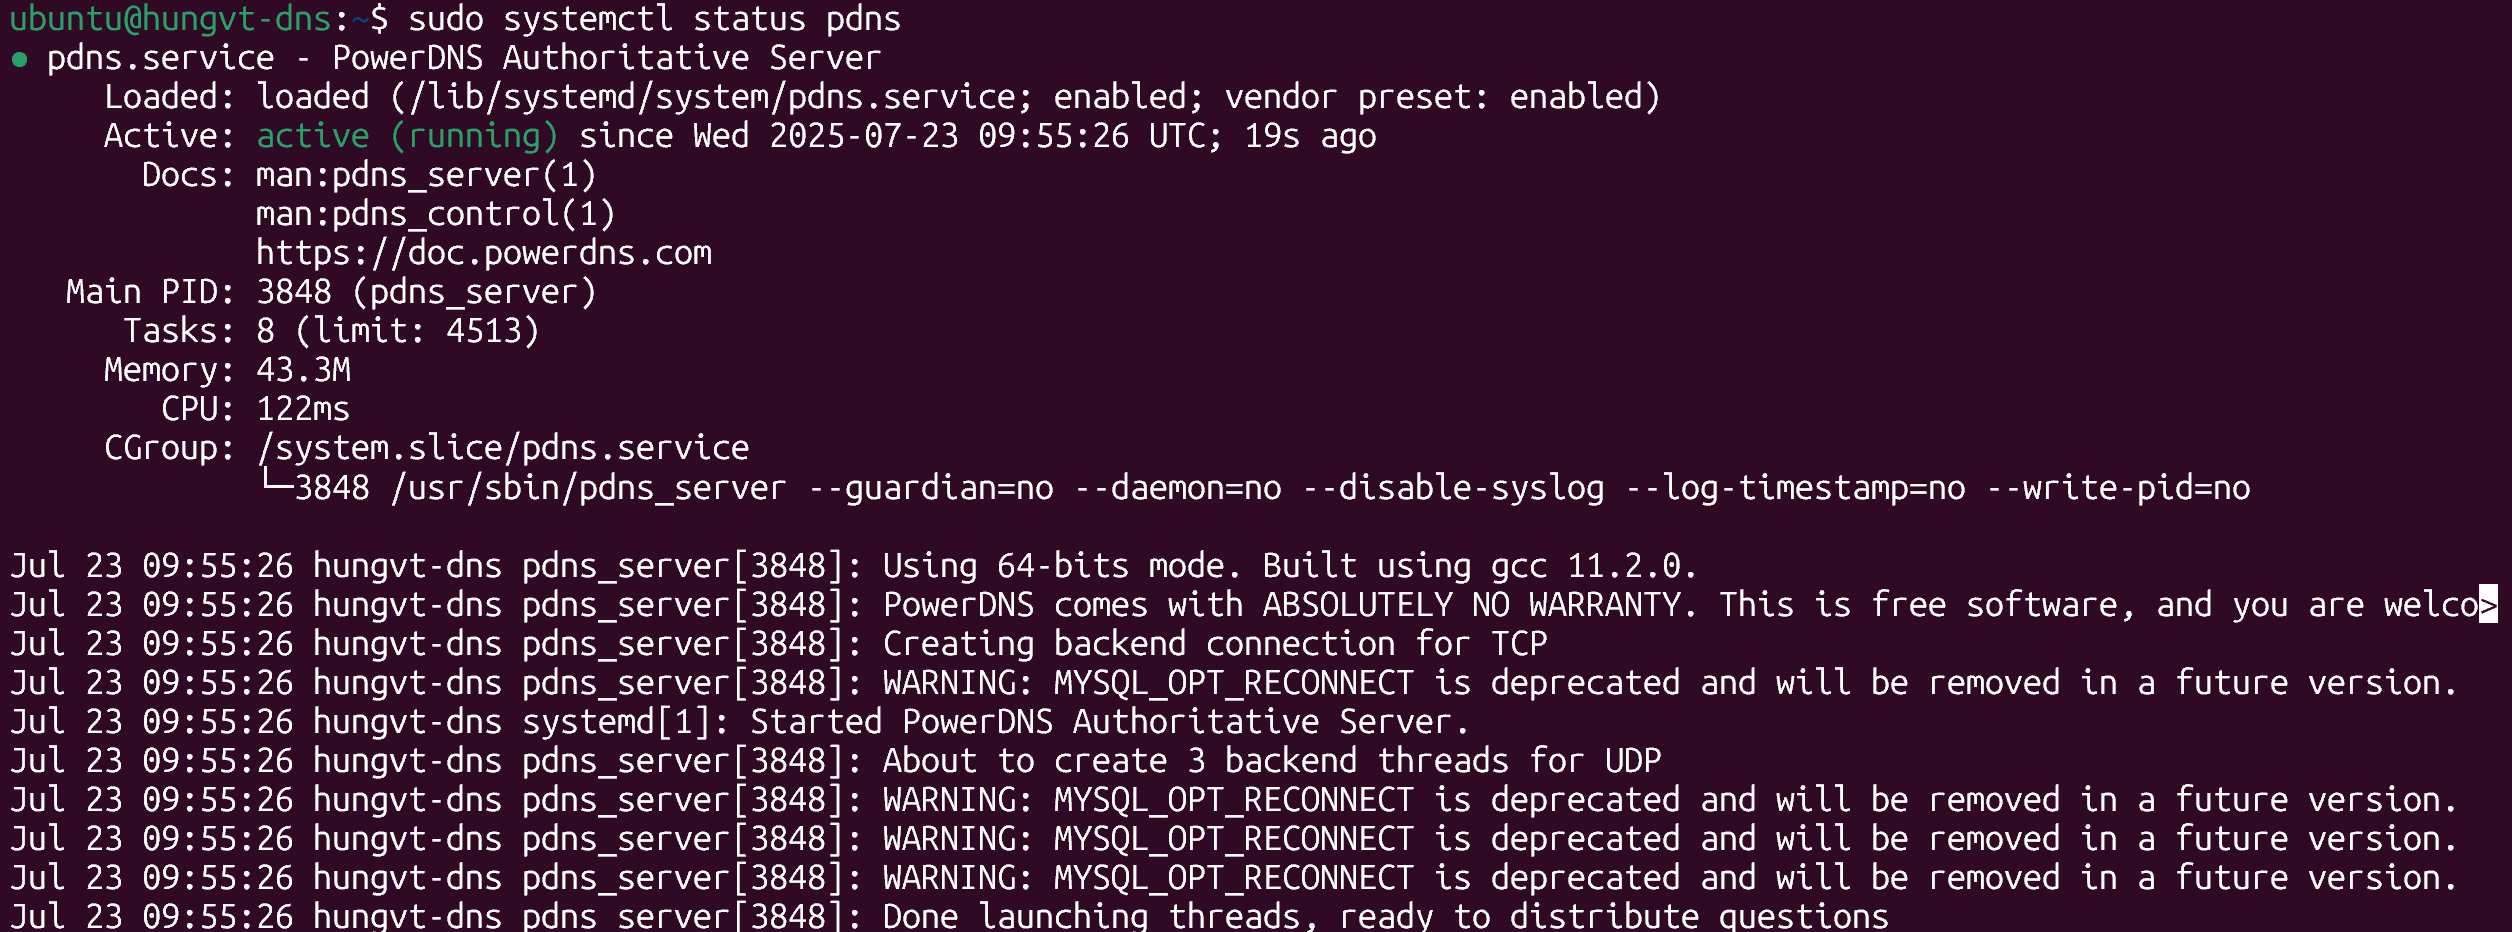 ubuntu@hungvt-dns:~$ sudo systemctl status pdns
● pdns.service - PowerDNS Authoritative Server
     Loaded: loaded (/lib/systemd/system/pdns.service; enabled; vendor preset: enabled)
     Active: active (running) since Wed 2025-07-23 09:55:26 UTC; 19s ago
       Docs: man:pdns_server(1)
             man:pdns_control(1)
             https://doc.powerdns.com
   Main PID: 3848 (pdns_server)
      Tasks: 8 (limit: 4513)
     Memory: 43.3M
        CPU: 122ms
     CGroup: /system.slice/pdns.service
             └─3848 /usr/sbin/pdns_server --guardian=no --daemon=no --disable-syslog --log-timestamp=no --write-pid=no

Jul 23 09:55:26 hungvt-dns pdns_server[3848]: Using 64-bits mode. Built using gcc 11.2.0.
Jul 23 09:55:26 hungvt-dns pdns_server[3848]: PowerDNS comes with ABSOLUTELY NO WARRANTY. This is free software, and you are welco>
Jul 23 09:55:26 hungvt-dns pdns_server[3848]: Creating backend connection for TCP
Jul 23 09:55:26 hungvt-dns pdns_server[3848]: WARNING: MYSQL_OPT_RECONNECT is deprecated and will be removed in a future version.
Jul 23 09:55:26 hungvt-dns systemd[1]: Started PowerDNS Authoritative Server.
Jul 23 09:55:26 hungvt-dns pdns_server[3848]: About to create 3 backend threads for UDP
Jul 23 09:55:26 hungvt-dns pdns_server[3848]: WARNING: MYSQL_OPT_RECONNECT is deprecated and will be removed in a future version.
Jul 23 09:55:26 hungvt-dns pdns_server[3848]: WARNING: MYSQL_OPT_RECONNECT is deprecated and will be removed in a future version.
Jul 23 09:55:26 hungvt-dns pdns_server[3848]: WARNING: MYSQL_OPT_RECONNECT is deprecated and will be removed in a future version.
Jul 23 09:55:26 hungvt-dns pdns_server[3848]: Done launching threads, ready to distribute questions